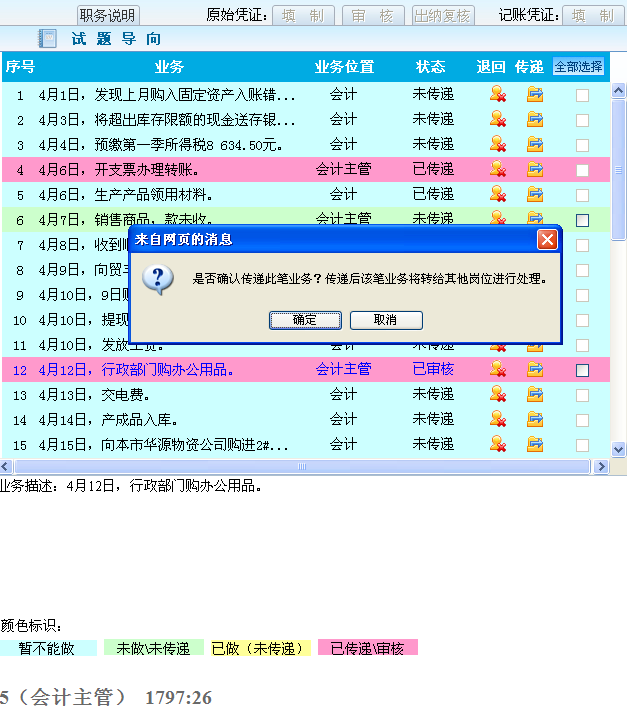 职务说明 原始凭证: 填 制 审 核 出纳复核 记账凭证: 填 制
试 题 导 向
序号 业务 业务位置 状态 退回 传递 全部选择
1 4月1日，发现上月购入固定资产入账错... 会计 未传递
2 4月3日，将超出库存限额的现金送存银... 会计 未传递
3 4月4日，预缴第一季所得税8 634.50元。 会计 未传递
4 4月6日，开支票办理转账。 会计主管 已传递
5 4月6日，生产产品领用材料。 会计 未传递
6 4月7日，销售商品，款未收。 会计 未传递
7 4月8日，收到
来自网页的消息
8 4月9日，向贸
是否确认传递此笔业务？传递后该笔业务将转给其他岗位进行处理。
9 4月10日，9日
10 4月10日，提现
确定 取消
11 4月10日，发放工资。
12 4月12日，行政部门购办公用品。 会计主管 已审核
13 4月13日，交电费。 会计 未传递
14 4月14日，产成品入库。 会计 未传递
15 4月15日，向本市华源物资公司购进2#... 会计 未传递
业务描述: 4月12日，行政部门购办公用品。
颜色标识:
暂不能做 未做\未传递 已做（未传递） 已传递\审核
5（会计主管） 1797:26